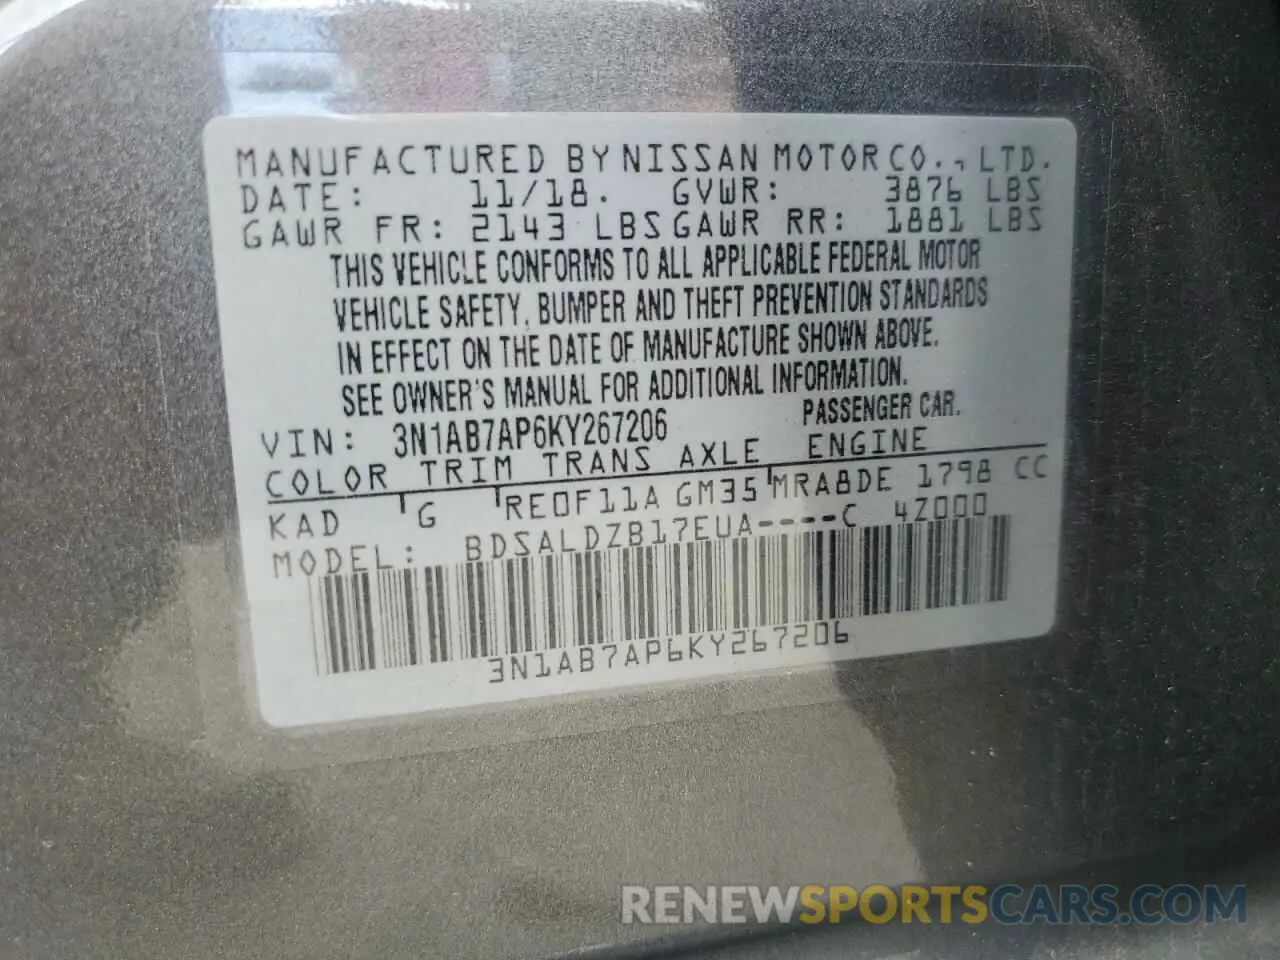 MANUFACTURED BY NISSAN MOTOR CO., LTD.
DATE: 11/18. GVWR: 3876 LBS
GAWR FR: 2143 LBS GAWR RR: 1881 LBS
THIS VEHICLE CONFORMS TO ALL APPLICABLE FEDERAL MOTOR
VEHICLE SAFETY, BUMPER AND THEFT PREVENTION STANDARDS
IN EFFECT ON THE DATE OF MANUFACTURE SHOWN ABOVE.
SEE OWNER'S MANUAL FOR ADDITIONAL INFORMATION.
VIN: 3N1AB7AP6KY267206 PASSENGER CAR.
COLOR TRIM TRANS AXLE ENGINE
KAD G RE0F11A GM35 MRA8DE 1798 CC
MODEL: BDSALDZB17EUA----C 4Z000
3N1AB7AP6KY267206
RENEWSPORTSCARS.COM